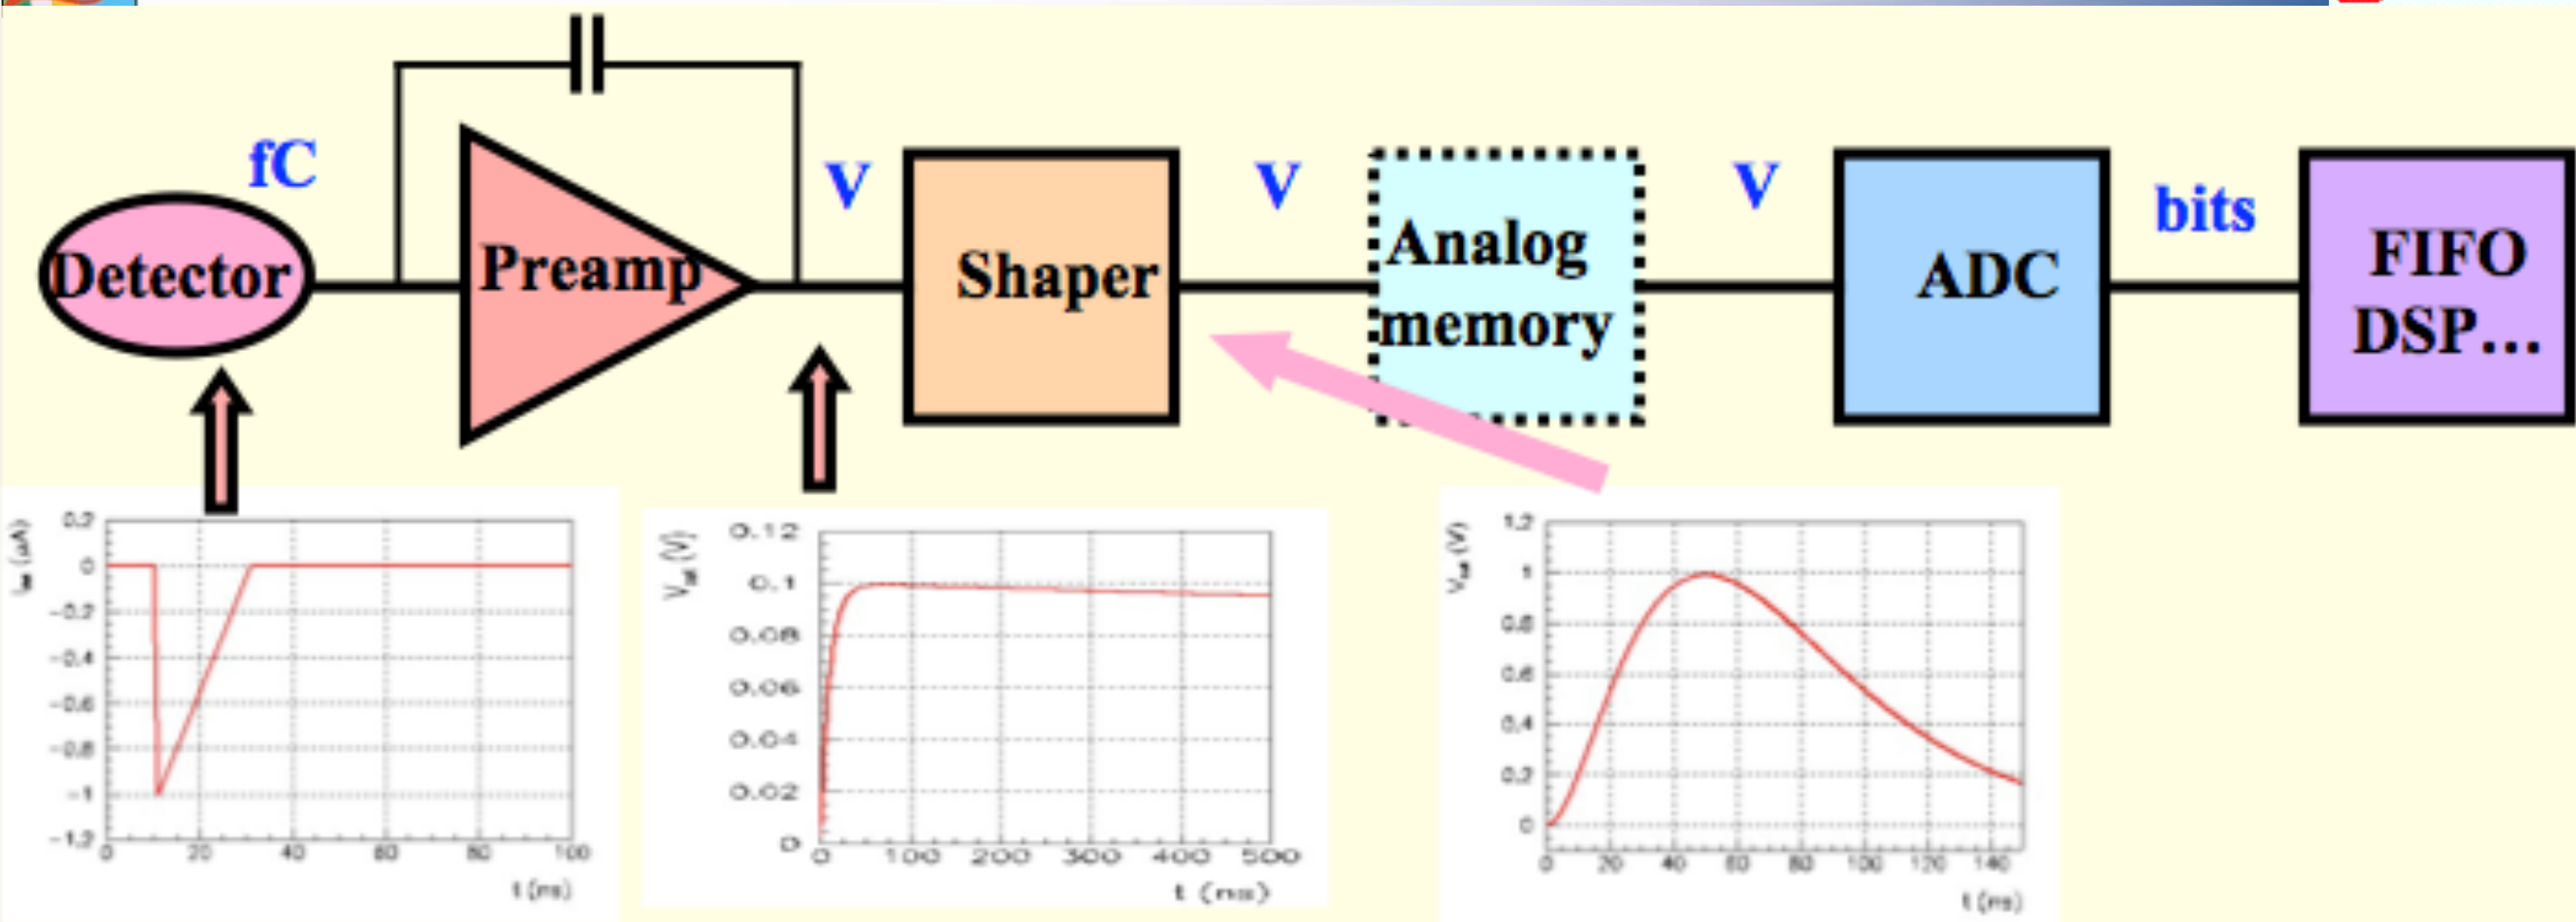 fC
V
V
V
bits
Detector
Preamp
Shaper
Analog
memory
ADC
FIFO
DSP...
0.2
0
-0.2
-0.4
-0.6
-0.8
-1
-1.2
0 20 40 60 80 100
t (ns)
0.12
0.1
0.08
0.06
0.04
0.02
0
0 100 200 300 400 500
t (ns)
1.2
1
0.8
0.6
0.4
0.2
0
0 20 40 60 80 100 120 140
t (ns)